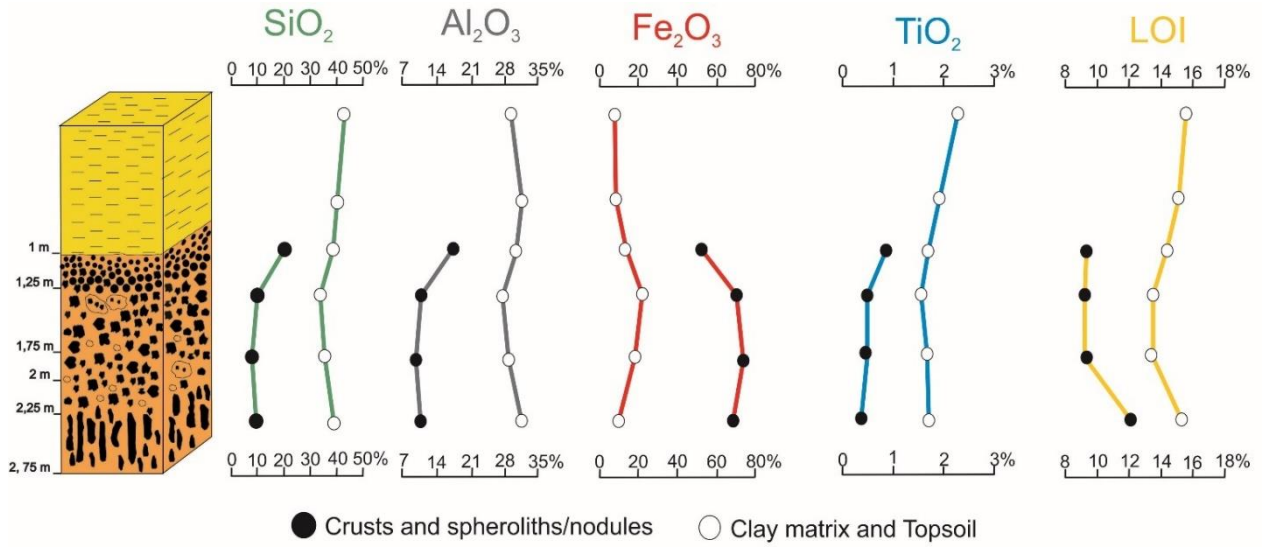 SiO₂ Al₂O₃ Fe₂O₃ TiO₂ LOI
0 10 20 30 40 50% 7 14 21 28 35% 0 20 40 60 80% 0 1 2 3% 8 10 12 14 16 18%
1 m
1,25 m
1,75 m
2 m
2,25 m
2, 75 m
0 10 20 30 40 50% 7 14 21 28 35% 0 20 40 60 80% 0 1 2 3% 8 10 12 14 16 18%
Crusts and spheroliths/nodules Clay matrix and Topsoil